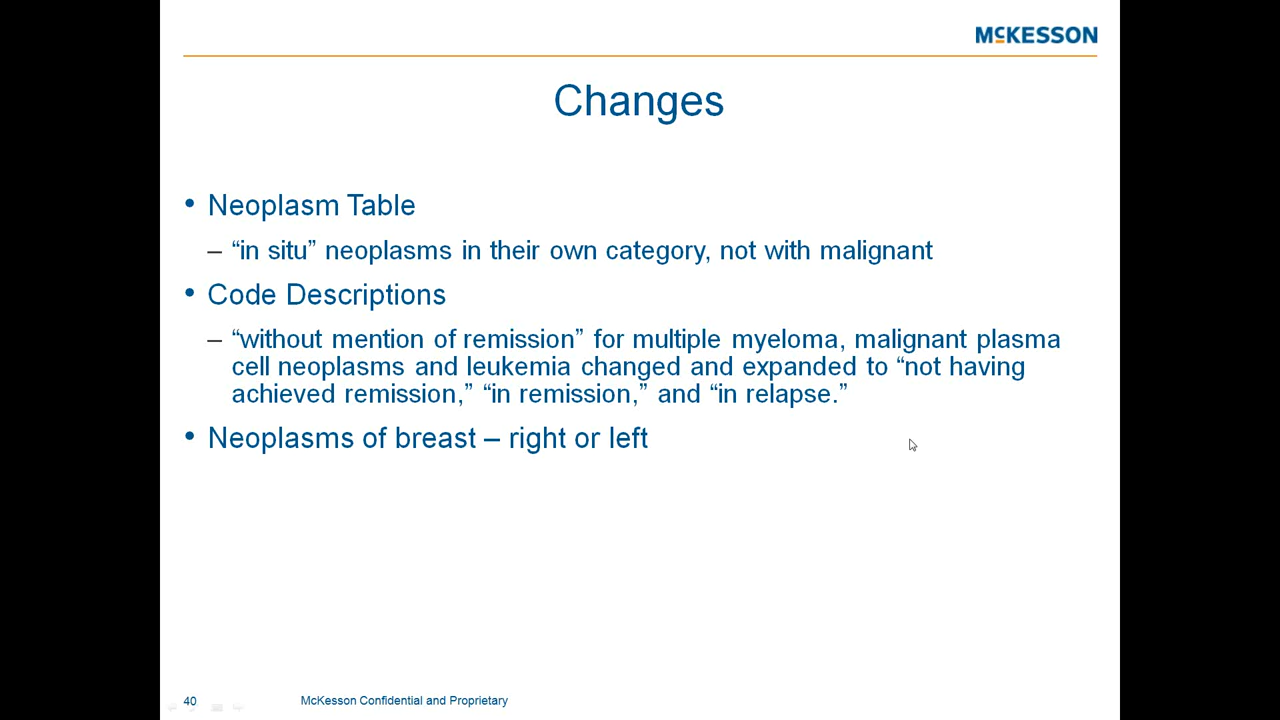 McKESSON
Changes
• Neoplasm Table
– “in situ” neoplasms in their own category, not with malignant
• Code Descriptions
– “without mention of remission” for multiple myeloma, malignant plasma
cell neoplasms and leukemia changed and expanded to “not having
achieved remission,” “in remission,” and “in relapse.”
• Neoplasms of breast – right or left
40 McKesson Confidential and Proprietary